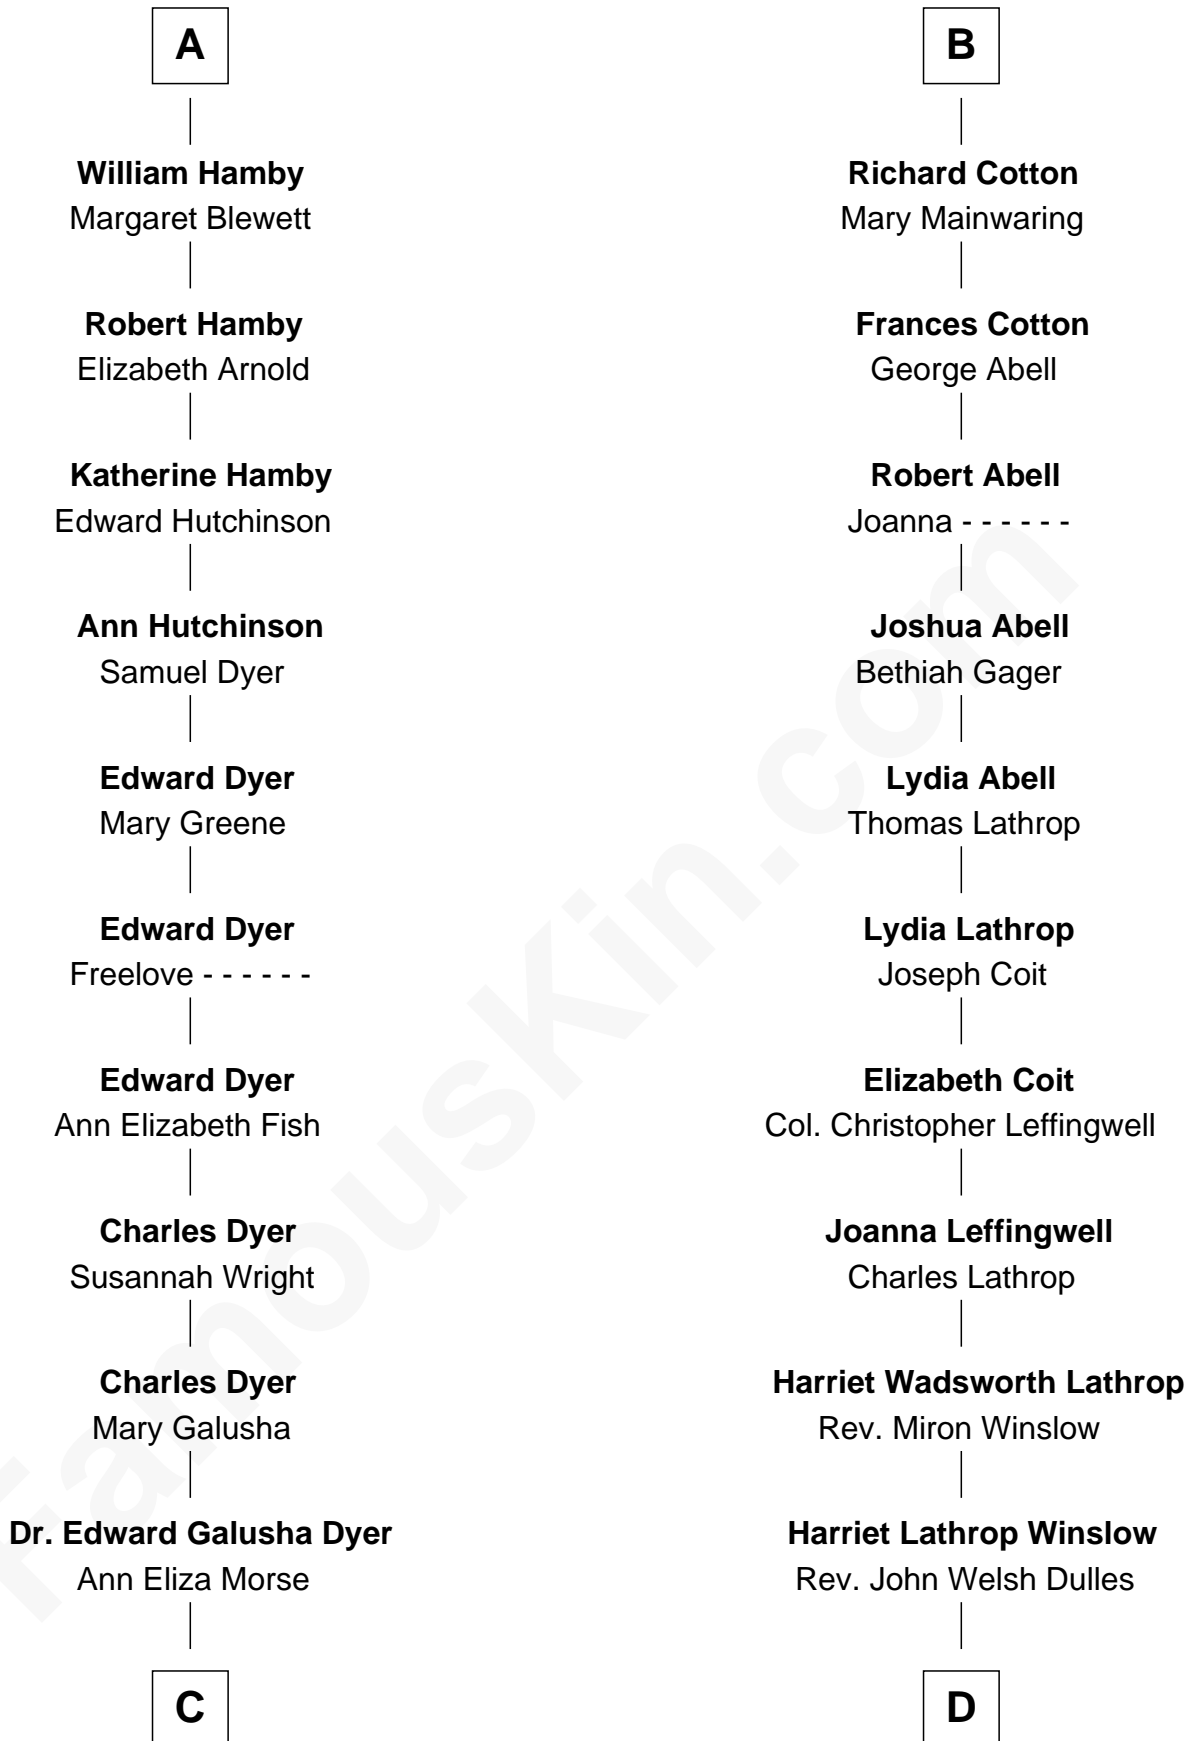 A
William Hamby
Margaret Blewett
Robert Hamby
Elizabeth Arnold
Katherine Hamby
Edward Hutchinson
Ann Hutchinson
Samuel Dyer
Edward Dyer
Mary Greene
Edward Dyer
Freelove - - - - - -
Edward Dyer
Ann Elizabeth Fish
Charles Dyer
Susannah Wright
Charles Dyer
Mary Galusha
Dr. Edward Galusha Dyer
Ann Eliza Morse
C
B
Richard Cotton
Mary Mainwaring
Frances Cotton
George Abell
Robert Abell
Joanna - - - - - -
Joshua Abell
Bethiah Gager
Lydia Abell
Thomas Lathrop
Lydia Lathrop
Joseph Coit
Elizabeth Coit
Col. Christopher Leffingwell
Joanna Leffingwell
Charles Lathrop
Harriet Wadsworth Lathrop
Rev. Miron Winslow
Harriet Lathrop Winslow
Rev. John Welsh Dulles
D
FamousKin.com